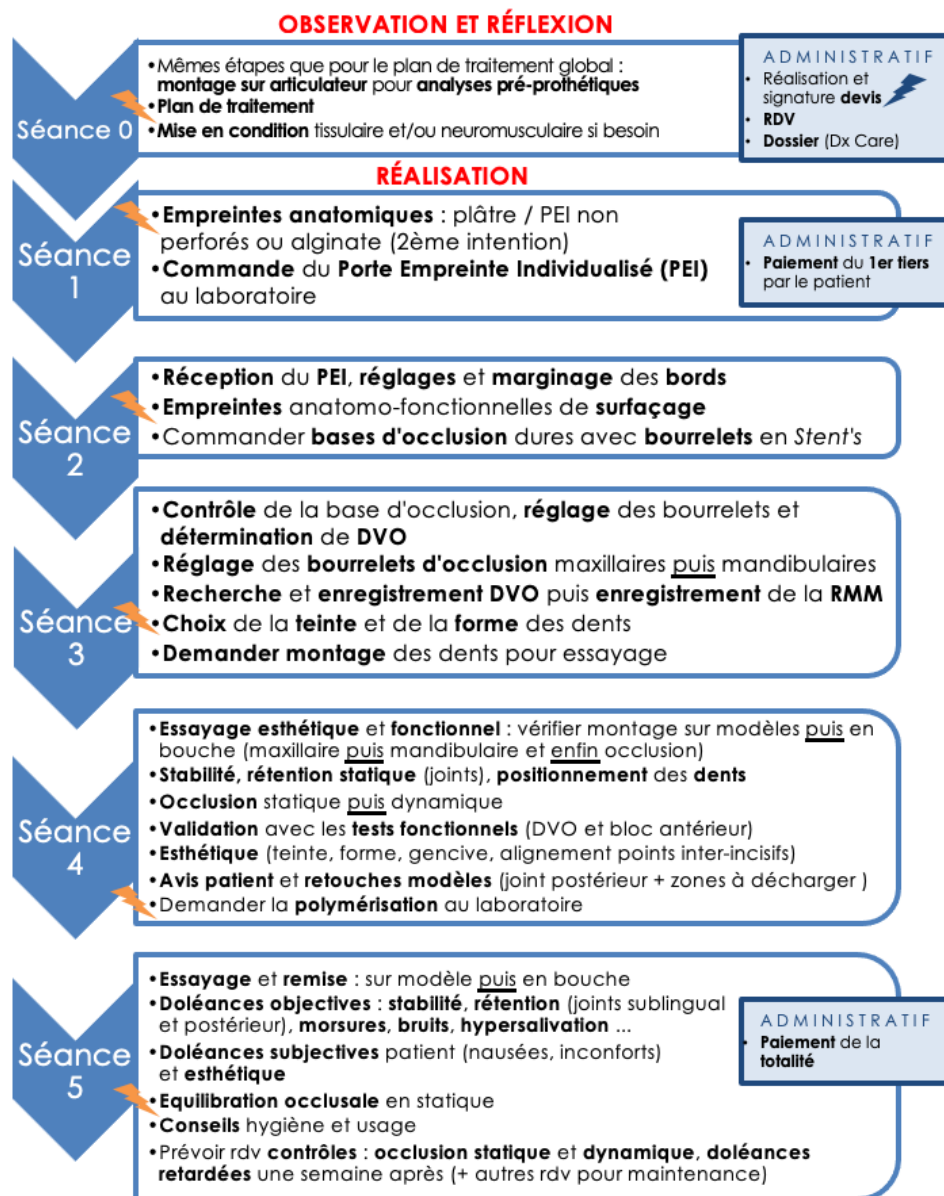 OBSERVATION ET RÉFLEXION
Séance 0
•Mêmes étapes que pour le plan de traitement global :
montage sur articulateur pour analyses pré-prothétiques
•Plan de traitement
•Mise en condition tissulaire et/ou neuromusculaire si besoin
ADMINISTRATIF
• Réalisation et
signature devis
• RDV
• Dossier (Dx Care)
RÉALISATION
Séance
1
•Empreintes anatomiques : plâtre / PEI non
perforés ou alginate (2ème intention)
•Commande du Porte Empreinte Individualisé (PEI)
au laboratoire
ADMINISTRATIF
• Paiement du 1er tiers
par le patient
Séance
2
•Réception du PEI, réglages et marginage des bords
•Empreintes anatomo-fonctionnelles de surfaçage
•Commander bases d'occlusion dures avec bourrelets en Stent's
Séance
3
•Contrôle de la base d'occlusion, réglage des bourrelets et
détermination de DVO
•Réglage des bourrelets d'occlusion maxillaires puis mandibulaires
•Recherche et enregistrement DVO puis enregistrement de la RMM
•Choix de la teinte et de la forme des dents
•Demander montage des dents pour essayage
Séance
4
•Essayage esthétique et fonctionnel : vérifier montage sur modèles puis en
bouche (maxillaire puis mandibulaire et enfin occlusion)
•Stabilité, rétention statique (joints), positionnement des dents
•Occlusion statique puis dynamique
•Validation avec les tests fonctionnels (DVO et bloc antérieur)
•Esthétique (teinte, forme, gencive, alignement points inter-incisifs)
•Avis patient et retouches modèles (joint postérieur + zones à décharger )
•Demander la polymérisation au laboratoire
Séance
5
•Essayage et remise : sur modèle puis en bouche
•Doléances objectives : stabilité, rétention (joints sublingual
et postérieur), morsures, bruits, hypersalivation ...
•Doléances subjectives patient (nausées, inconforts)
et esthétique
•Equilibration occlusale en statique
•Conseils hygiène et usage
•Prévoir rdv contrôles : occlusion statique et dynamique, doléances
retardées une semaine après (+ autres rdv pour maintenance)
ADMINISTRATIF
• Paiement de la
totalité